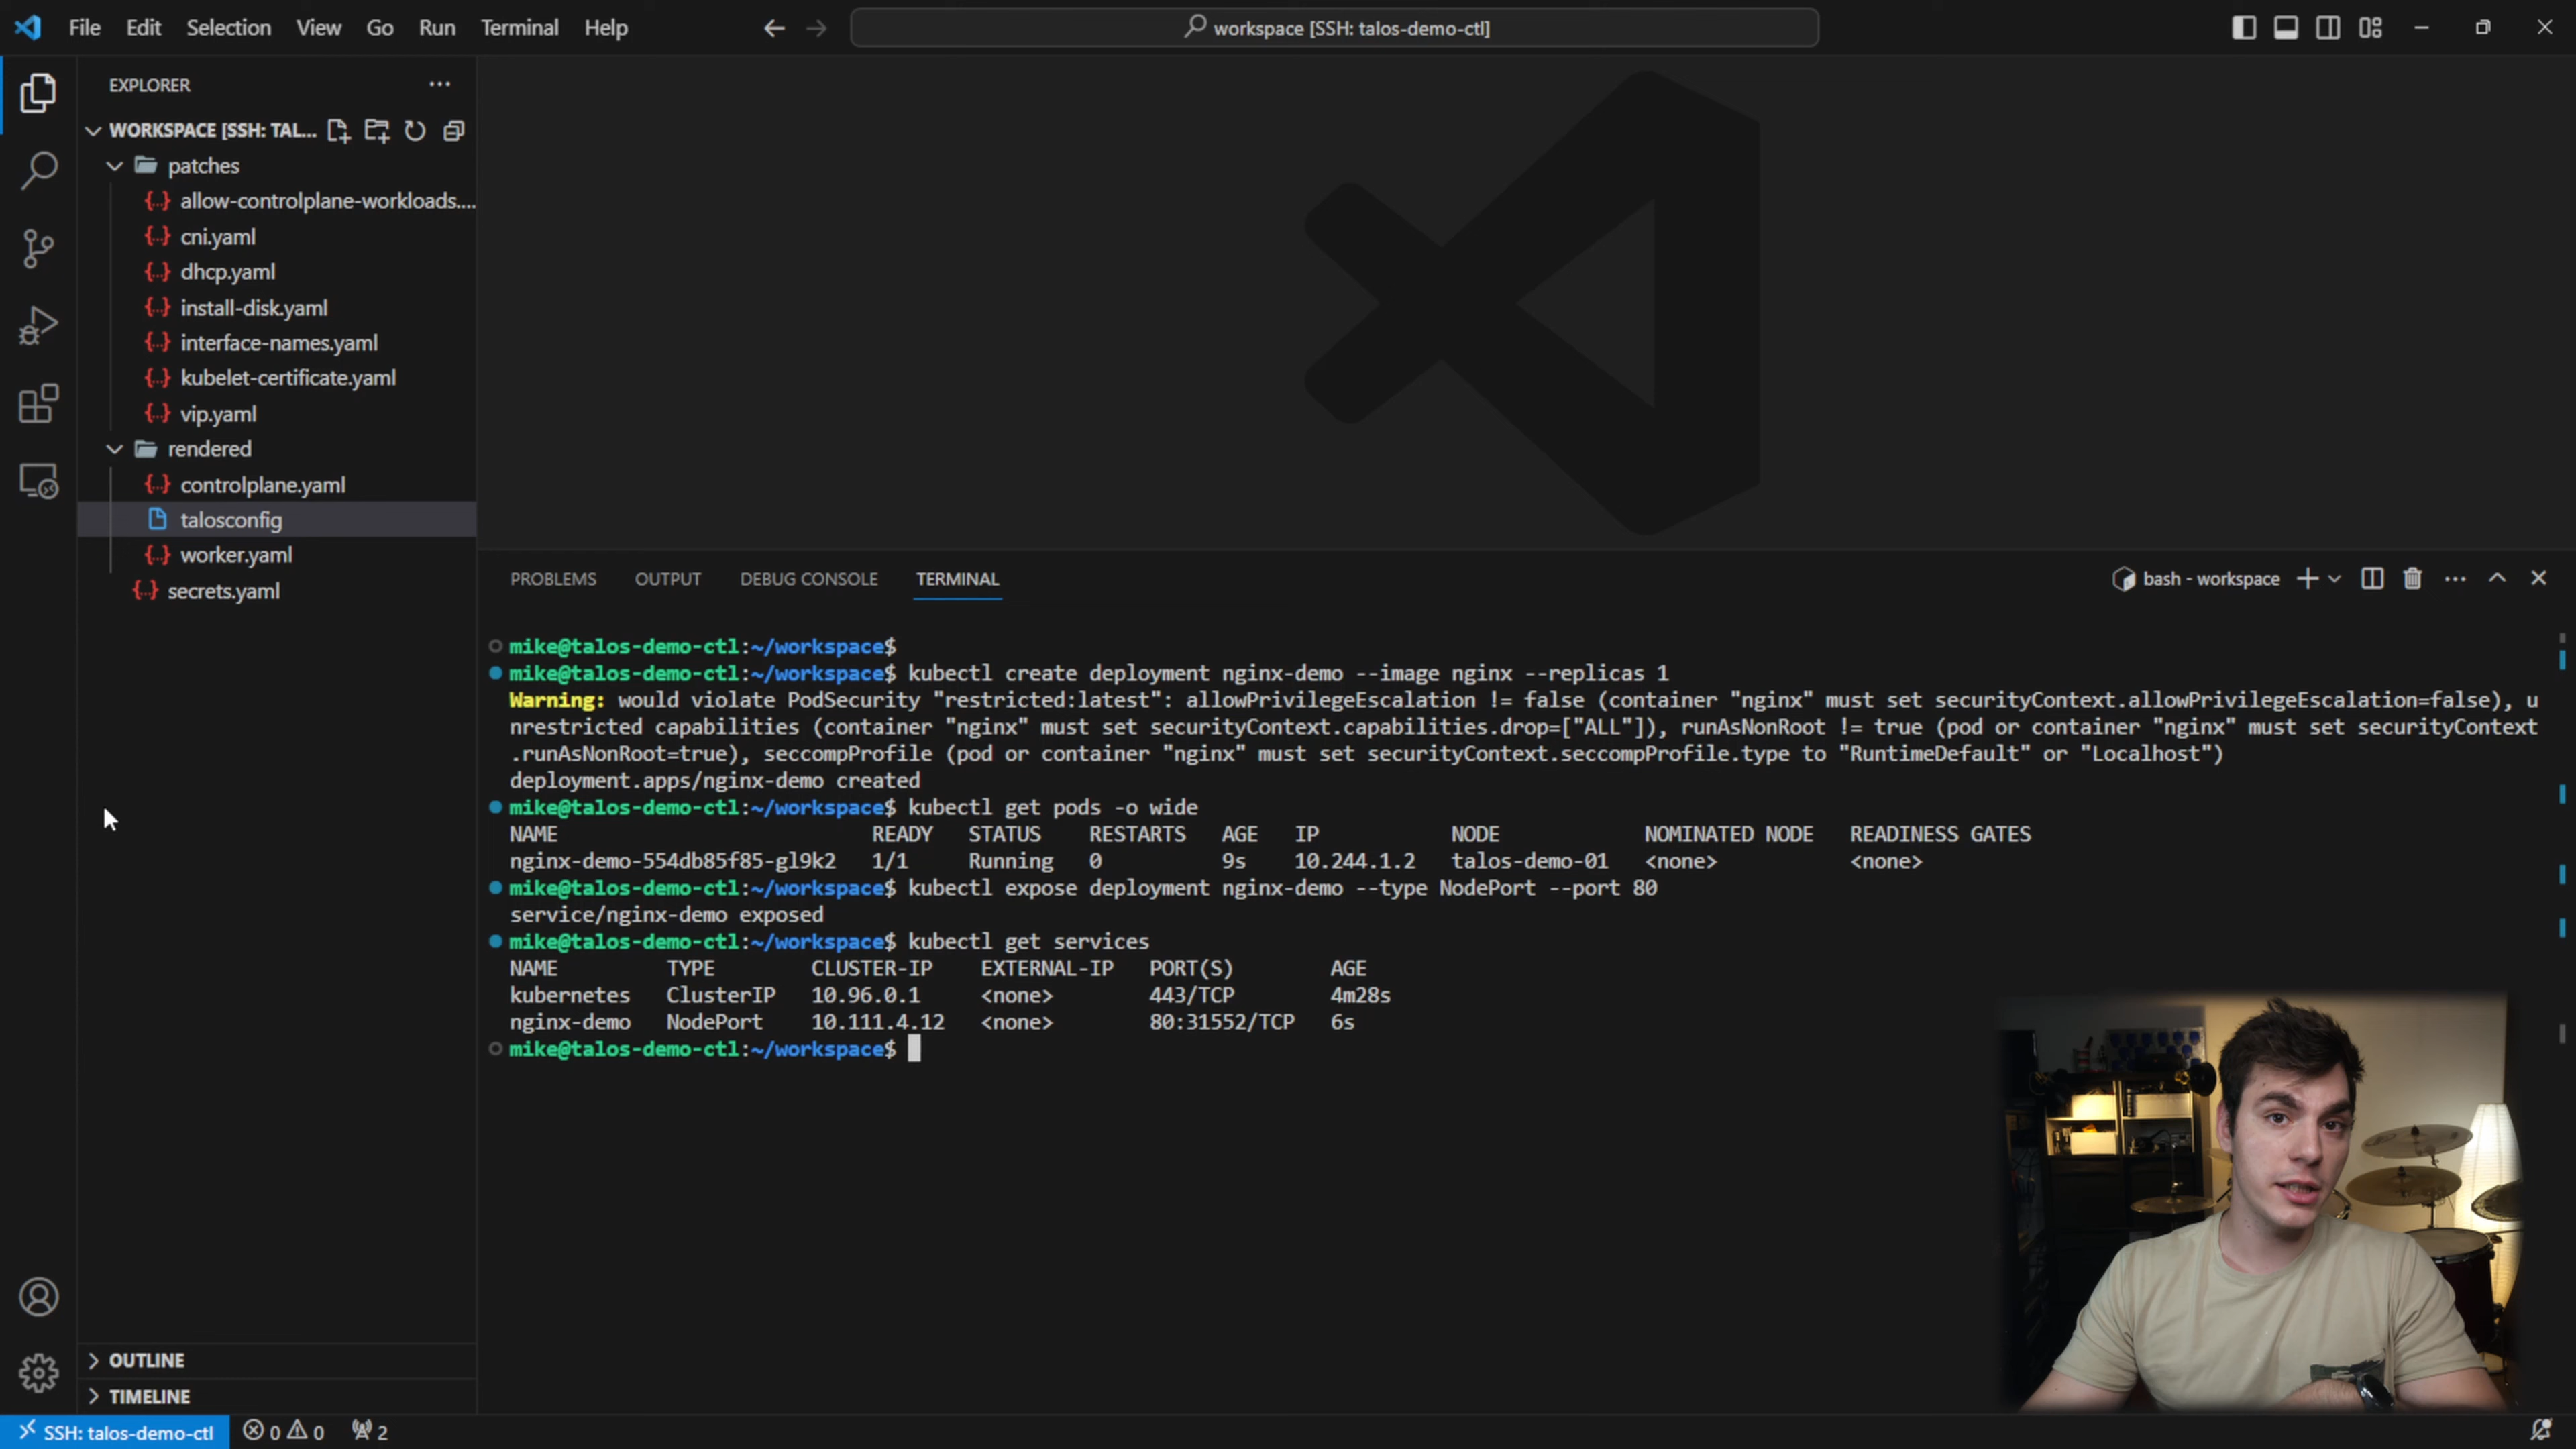 File Edit Selection View Go Run Terminal Help
workspace [SSH: talos-demo-ctl]
EXPLORER
WORKSPACE [SSH: TAL...
patches
allow-controlplane-workloads....
cni.yaml
dhcp.yaml
install-disk.yaml
interface-names.yaml
kubelet-certificate.yaml
vip.yaml
rendered
controlplane.yaml
talosconfig
worker.yaml
secrets.yaml
OUTLINE
TIMELINE
PROBLEMS OUTPUT DEBUG CONSOLE TERMINAL
bash - workspace
mike@talos-demo-ctl:~/workspace$
mike@talos-demo-ctl:~/workspace$ kubectl create deployment nginx-demo --image nginx --replicas 1
Warning: would violate PodSecurity "restricted:latest": allowPrivilegeEscalation != false (container "nginx" must set securityContext.allowPrivilegeEscalation=false), u
nrestricted capabilities (container "nginx" must set securityContext.capabilities.drop=["ALL"]), runAsNonRoot != true (pod or container "nginx" must set securityContext
.runAsNonRoot=true), seccompProfile (pod or container "nginx" must set securityContext.seccompProfile.type to "RuntimeDefault" or "Localhost")
deployment.apps/nginx-demo created
mike@talos-demo-ctl:~/workspace$ kubectl get pods -o wide
NAME READY STATUS RESTARTS AGE IP NODE NOMINATED NODE READINESS GATES
nginx-demo-554db85f85-gl9k2 1/1 Running 0 9s 10.244.1.2 talos-demo-01 <none> <none>
mike@talos-demo-ctl:~/workspace$ kubectl expose deployment nginx-demo --type NodePort --port 80
service/nginx-demo exposed
mike@talos-demo-ctl:~/workspace$ kubectl get services
NAME TYPE CLUSTER-IP EXTERNAL-IP PORT(S) AGE
kubernetes ClusterIP 10.96.0.1 <none> 443/TCP 4m28s
nginx-demo NodePort 10.111.4.12 <none> 80:31552/TCP 6s
mike@talos-demo-ctl:~/workspace$
SSH: talos-demo-ctl 0 0 2